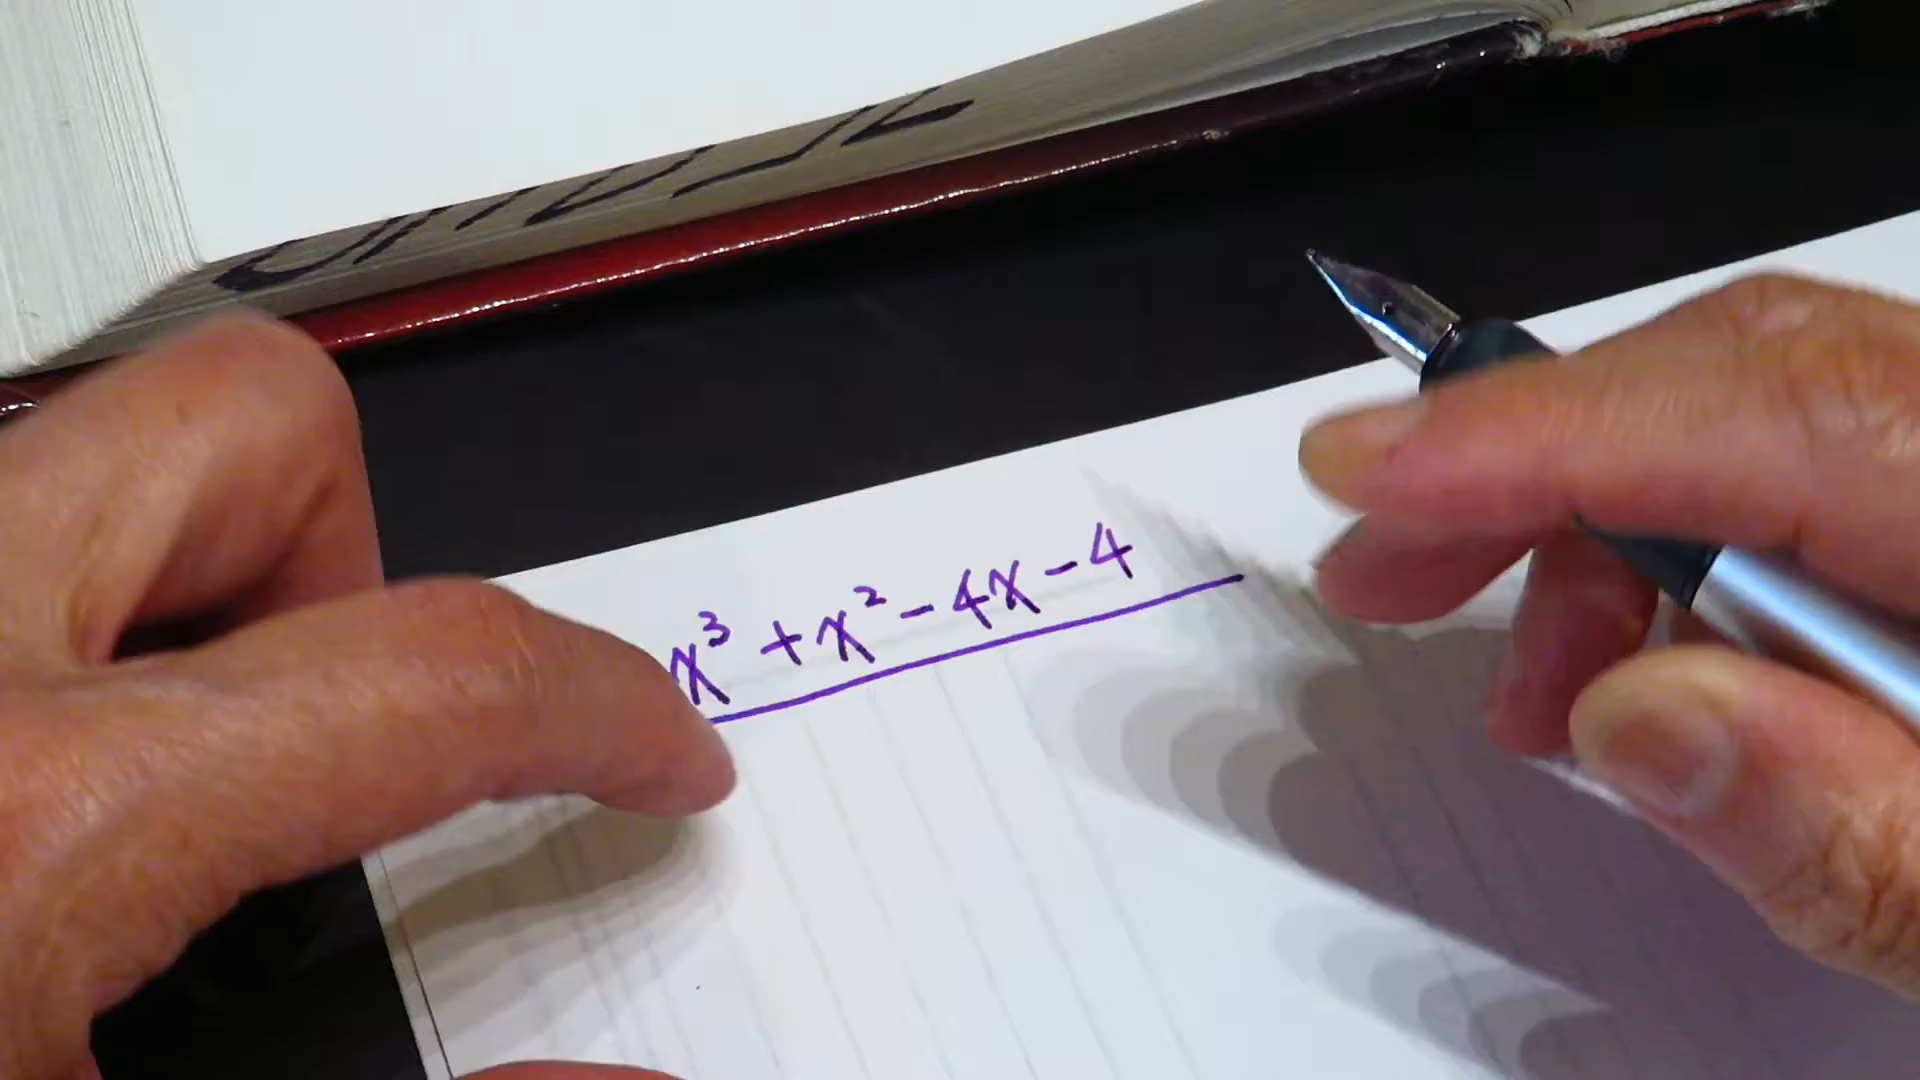 x³ + x² - 4x - 4